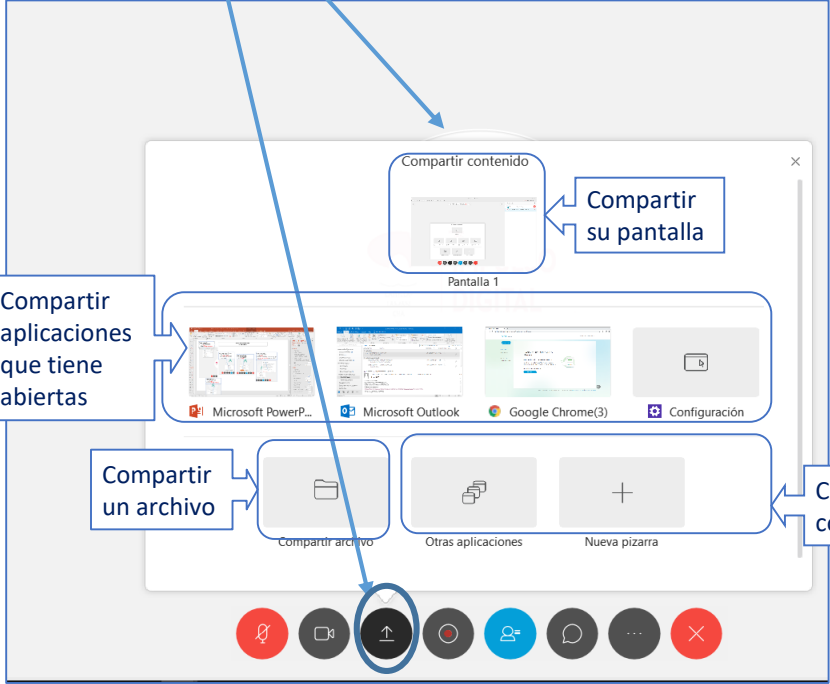 Compartir contenido
Compartir
su pantalla
Pantalla 1
DIGITAL
Compartir
aplicaciones
que tiene
abiertas
Microsoft PowerP...
Microsoft Outlook
Google Chrome(3)
Configuración
Compartir
un archivo
Compartir archivo
Otras aplicaciones
Nueva pizarra